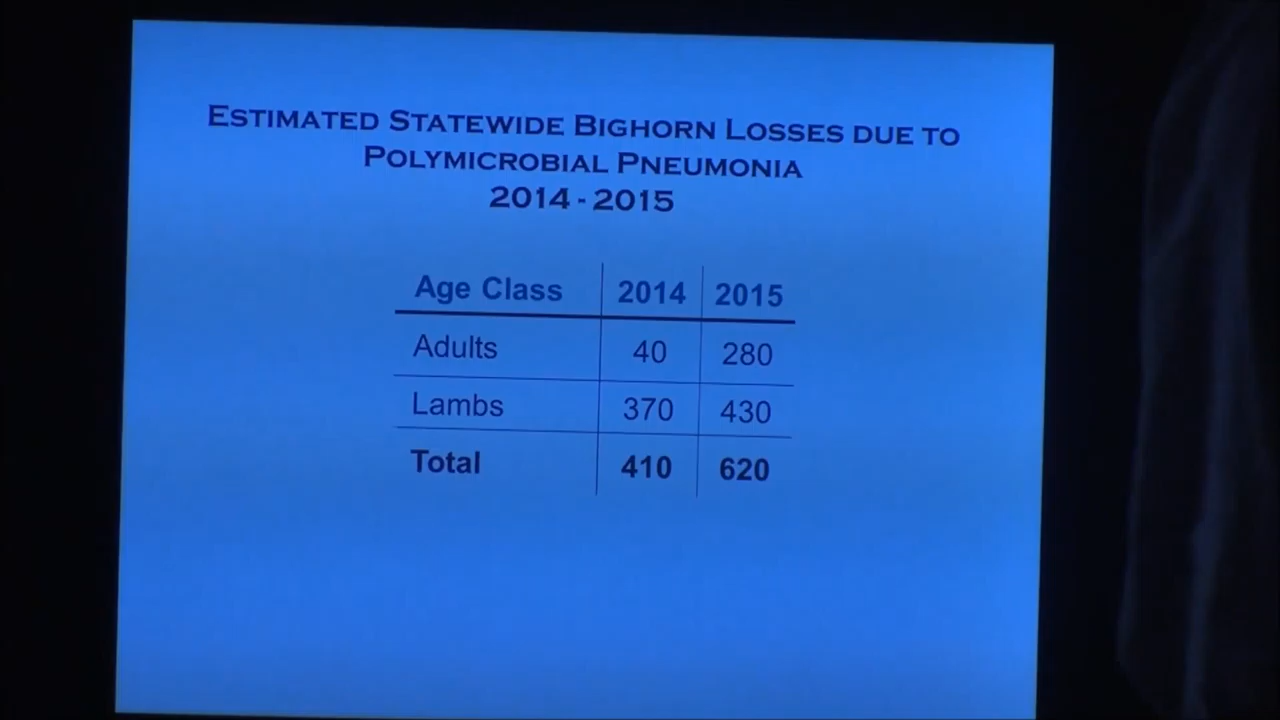 ESTIMATED STATEWIDE BIGHORN LOSSES DUE TO
POLYMICROBIAL PNEUMONIA
2014 - 2015
Age Class 2014 2015
Adults 40 280
Lambs 370 430
Total 410 620